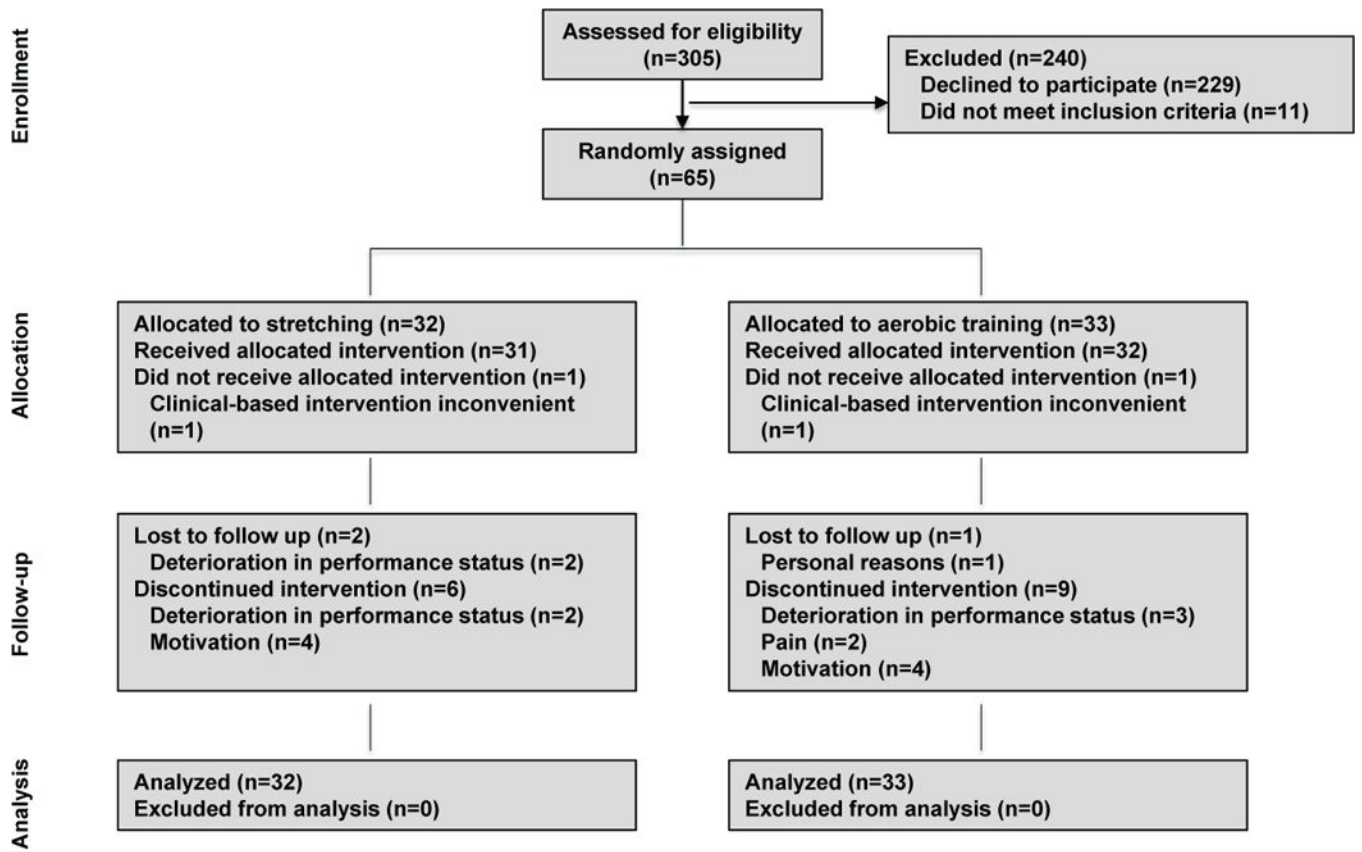 Enrollment
Assessed for eligibility
(n=305)
Excluded (n=240)
Declined to participate (n=229)
Did not meet inclusion criteria (n=11)
Randomly assigned
(n=65)
Allocation
Allocated to stretching (n=32)
Received allocated intervention (n=31)
Did not receive allocated intervention (n=1)
Clinical-based intervention inconvenient
(n=1)
Allocated to aerobic training (n=33)
Received allocated intervention (n=32)
Did not receive allocated intervention (n=1)
Clinical-based intervention inconvenient
(n=1)
Follow-up
Lost to follow up (n=2)
Deterioration in performance status (n=2)
Discontinued intervention (n=6)
Deterioration in performance status (n=2)
Motivation (n=4)
Lost to follow up (n=1)
Personal reasons (n=1)
Discontinued intervention (n=9)
Deterioration in performance status (n=3)
Pain (n=2)
Motivation (n=4)
Analysis
Analyzed (n=32)
Excluded from analysis (n=0)
Analyzed (n=33)
Excluded from analysis (n=0)